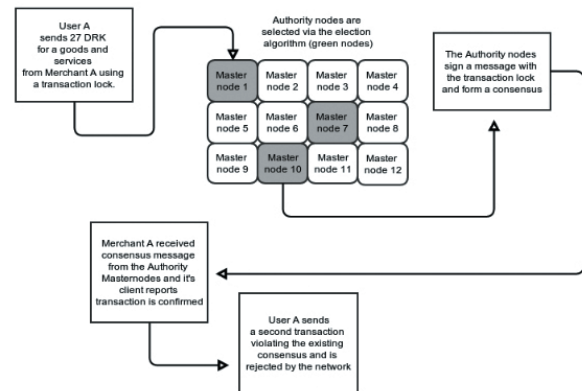 User A
sends 27 DRK
for a goods and
services
from Merchant A using
a transaction lock.
Authority nodes are
selected via the election
algorithm (green nodes)
Master
node 1
Master
node 2
Master
node 3
Master
node 4
Master
node 5
Master
node 6
Master
node 7
Master
node 8
Master
node 9
Master
node 10
Master
node 11
Master
node 12
The Authority nodes
sign a message with
the transaction lock
and form a consensus
Merchant A received
consensus message
from the Authority
Masternodes and it's
client reports
transaction is confirmed
User A sends
a second transaction
violating the existing
consensus and is
rejected by the network